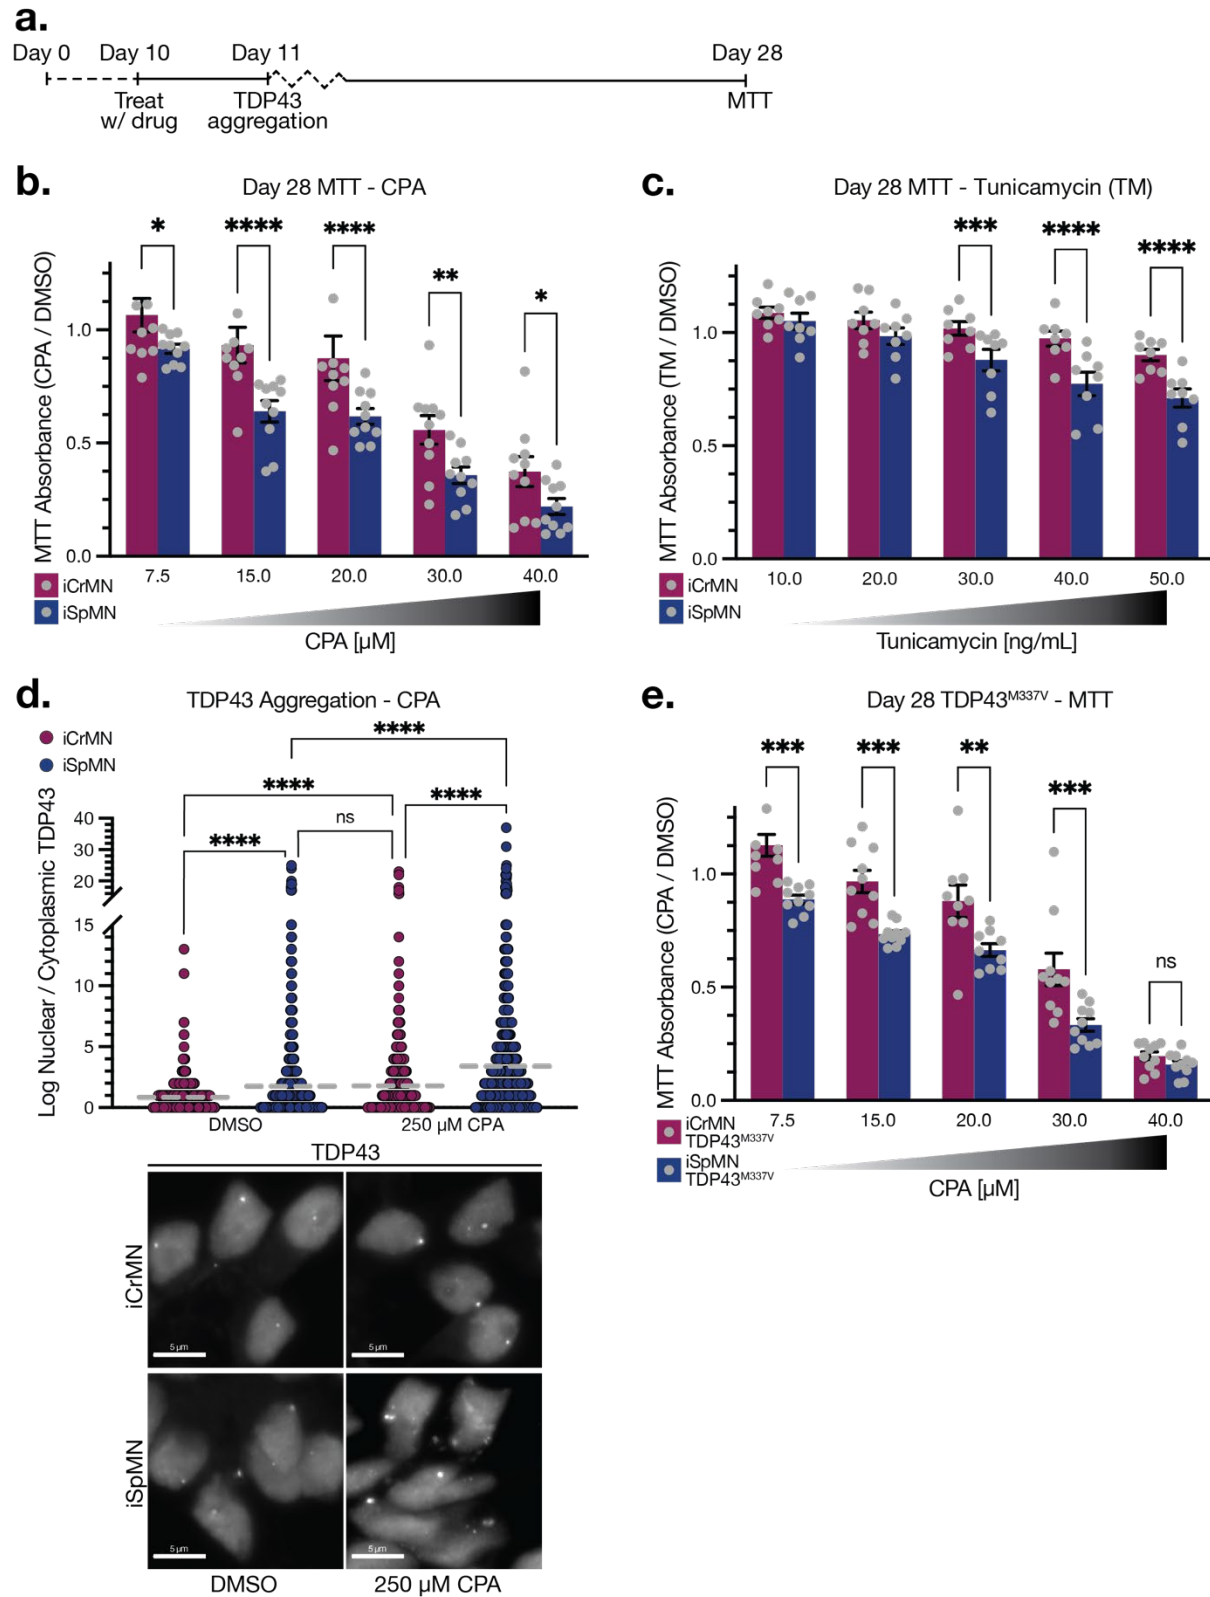 a.
Day 0 Day 10 Day 11 Day 28
Treat w/ drug
TDP43 aggregation
MTT
b.
Day 28 MTT - CPA
* **** **** ** *
MTT Absorbance (CPA / DMSO)
1.0
0.5
0.0
7.5 15.0 20.0 30.0 40.0
iCrMN
iSpMN
CPA [µM]
c.
Day 28 MTT - Tunicamycin (TM)
*** **** ****
MTT Absorbance (TM / DMSO)
1.0
0.5
0.0
10.0 20.0 30.0 40.0 50.0
iCrMN
iSpMN
Tunicamycin [ng/mL]
d.
TDP43 Aggregation - CPA
iCrMN
iSpMN
****
****
****
ns
****
Log Nuclear / Cytoplasmic TDP43
40
30
20
15
10
5
0
DMSO 250 µM CPA
TDP43
iCrMN
5 µm 5 µm
iSpMN
5 µm 5 µm
DMSO 250 µM CPA
e.
Day 28 TDP43M337V - MTT
*** *** ** *** ns
MTT Absorbance (CPA / DMSO)
1.0
0.5
0.0
7.5 15.0 20.0 30.0 40.0
iCrMN
TDP43M337V
iSpMN
TDP43M337V
CPA [µM]